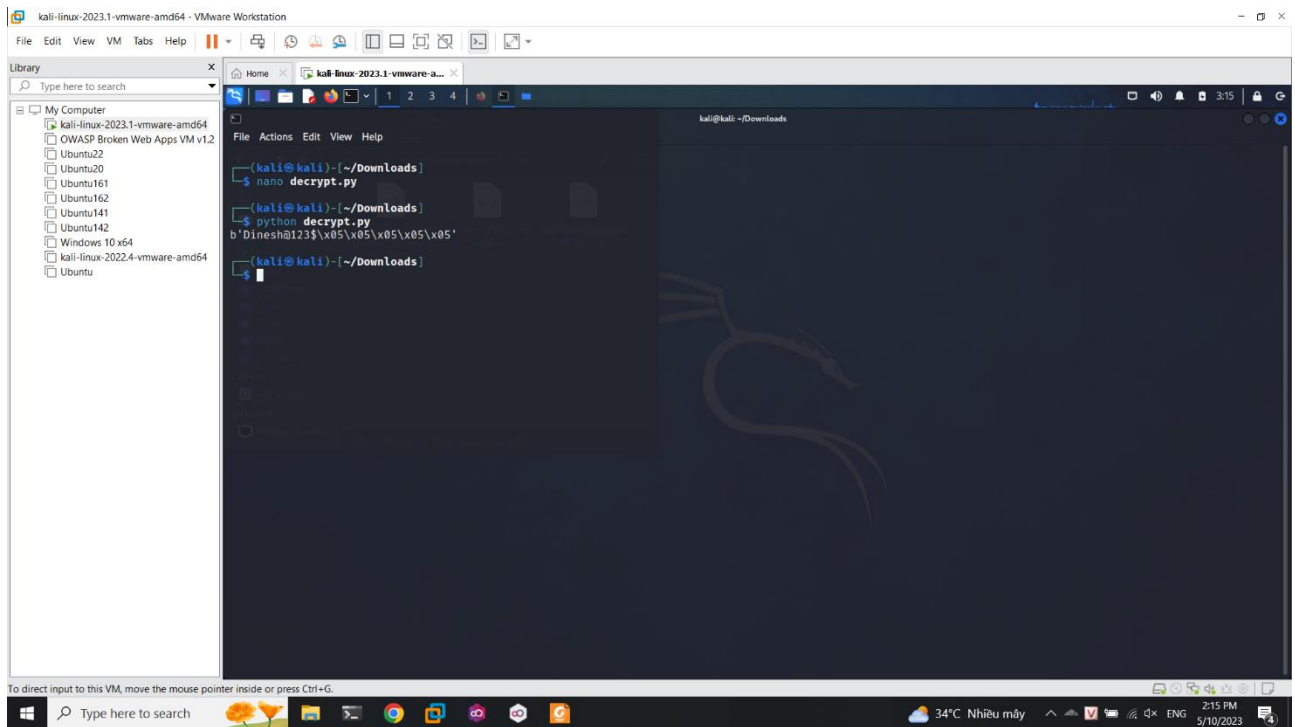 kali-linux-2023.1-vmware-amd64 - VMware Workstation
File Edit View VM Tabs Help
Library X
Type here to search
Home
kali-linux-2023.1-vmware-a...
My Computer
kali-linux-2023.1-vmware-amd64
OWASP Broken Web Apps VM v1.2
Ubuntu22
Ubuntu20
Ubuntu161
Ubuntu162
Ubuntu141
Ubuntu142
Windows 10 x64
kali-linux-2022.4-vmware-amd64
Ubuntu
1 2 3 4
3:15
kali@kali: ~/Downloads
File Actions Edit View Help
(kali㉿kali)-[~/Downloads]
$ nano decrypt.py
(kali㉿kali)-[~/Downloads]
$ python decrypt.py
b'Dinesh@123$\x05\x05\x05\x05\x05'
(kali㉿kali)-[~/Downloads]
$
To direct input to this VM, move the mouse pointer inside or press Ctrl+G.
Type here to search
34°C Nhiều mây
ENG
2:15 PM
5/10/2023
4